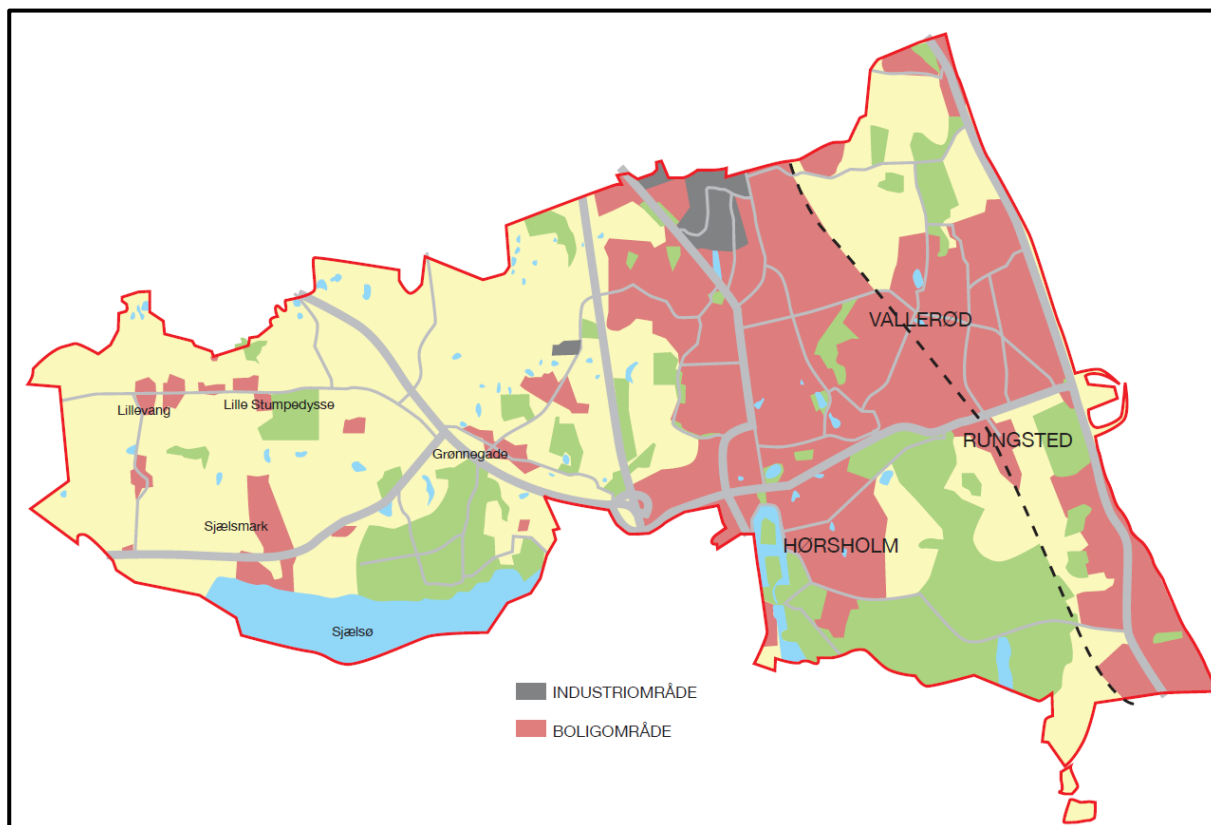 VALLERØD
Lillevang
Lille Stumpedysse
RUNGSTED
Grønnegade
Sjælsmark
HØRSHOLM
Sjælsø
INDUSTRIOMRÅDE
BOLIGOMRÅDE